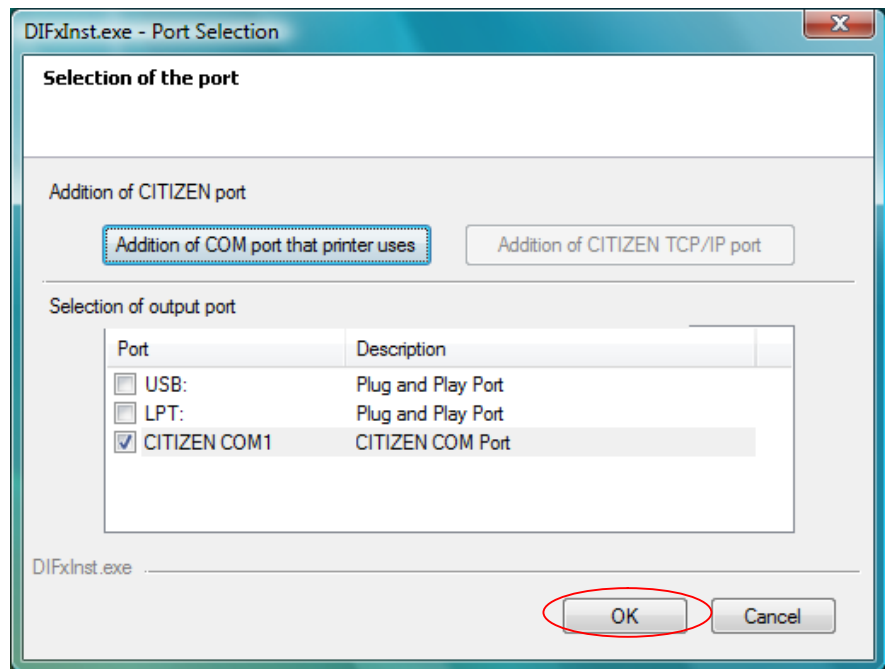 DIFxInst.exe - Port Selection
Selection of the port
Addition of CITIZEN port
Addition of COM port that printer uses Addition of CITIZEN TCP/IP port
Selection of output port
Port Description
USB: Plug and Play Port
LPT: Plug and Play Port
CITIZEN COM1 CITIZEN COM Port
DIFxInst.exe
OK Cancel